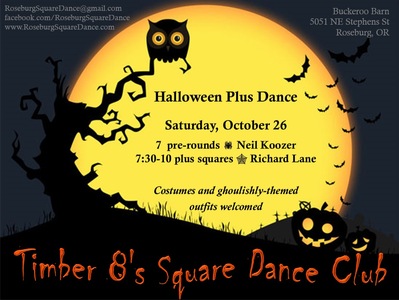 RoseburgSquareDance@gmail.com
facebook.com/RoseburgSquareDance
www.RoseburgSquareDance.com
Buckeroo Barn
5051 NE Stephens St
Roseburg, OR
Halloween Plus Dance
Saturday, October 26
7 pre-rounds Neil Koozer
7:30-10 plus squares Richard Lane
Costumes and ghoulishly-themed
outfits welcomed
Timber 8's Square Dance Club